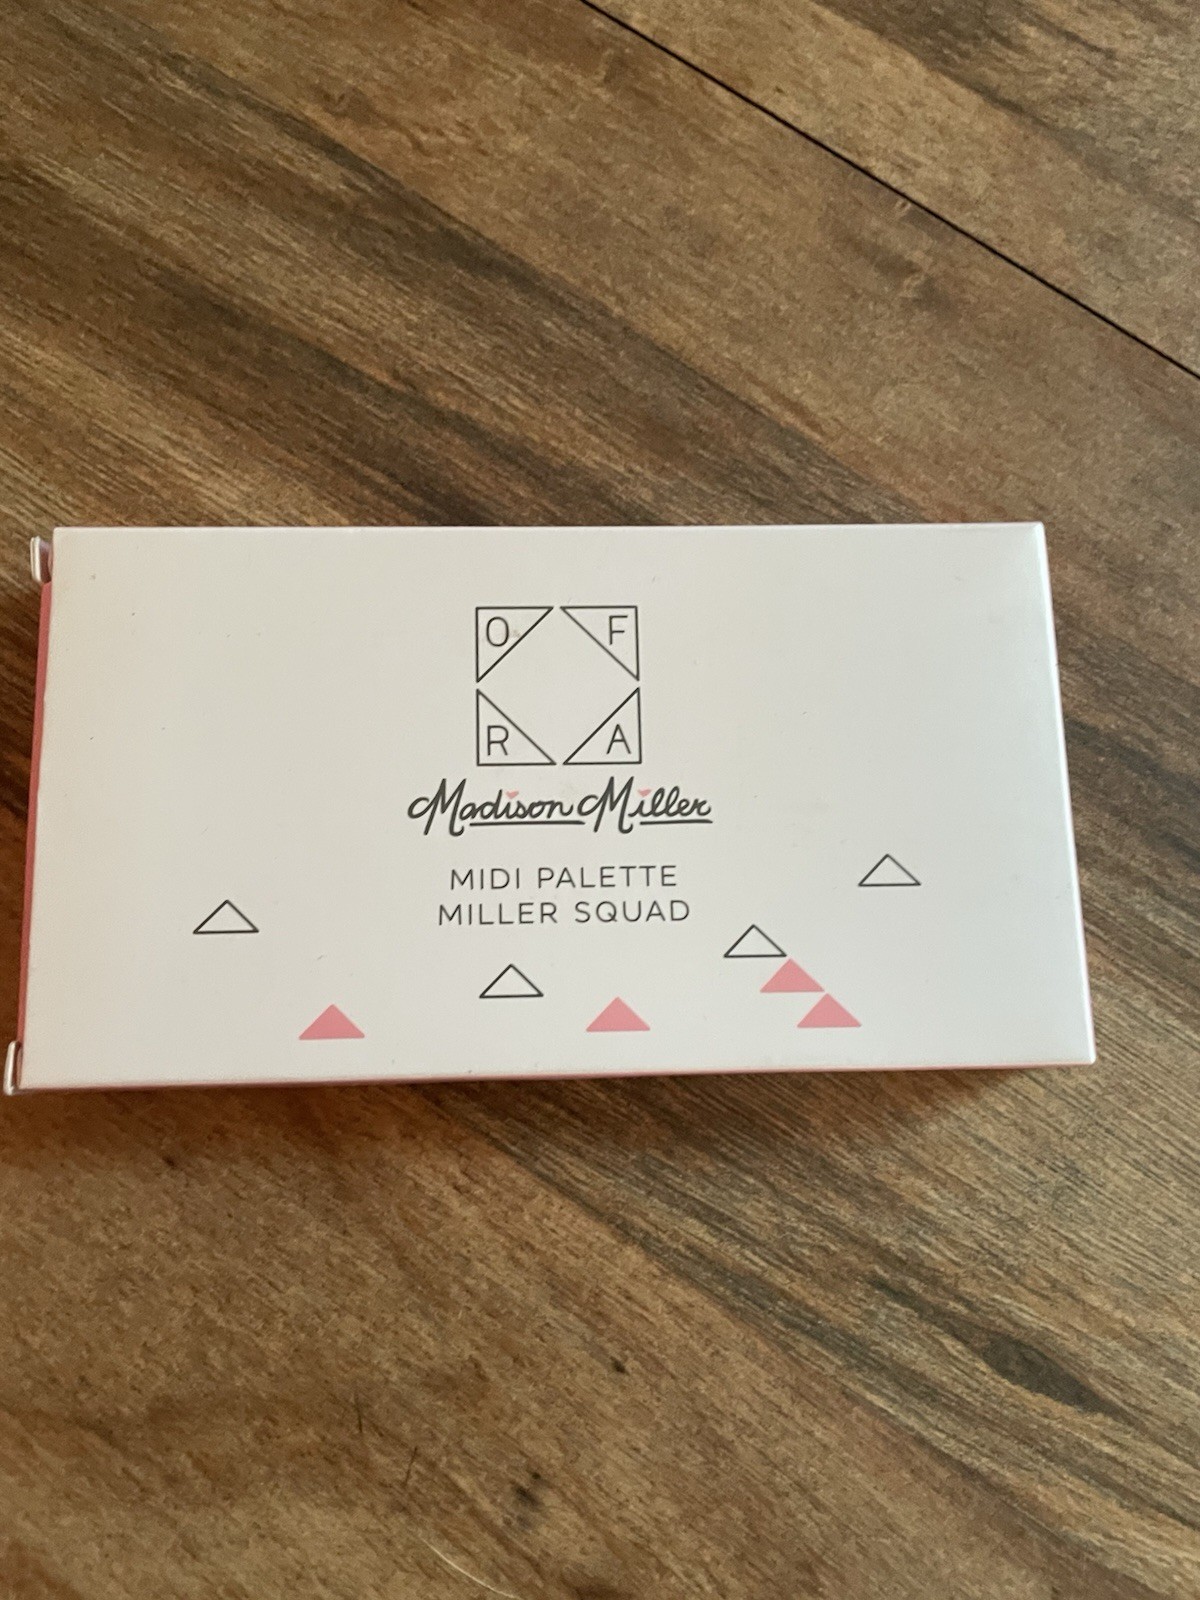 O F
R A
Madison Miller
MIDI PALETTE
MILLER SQUAD